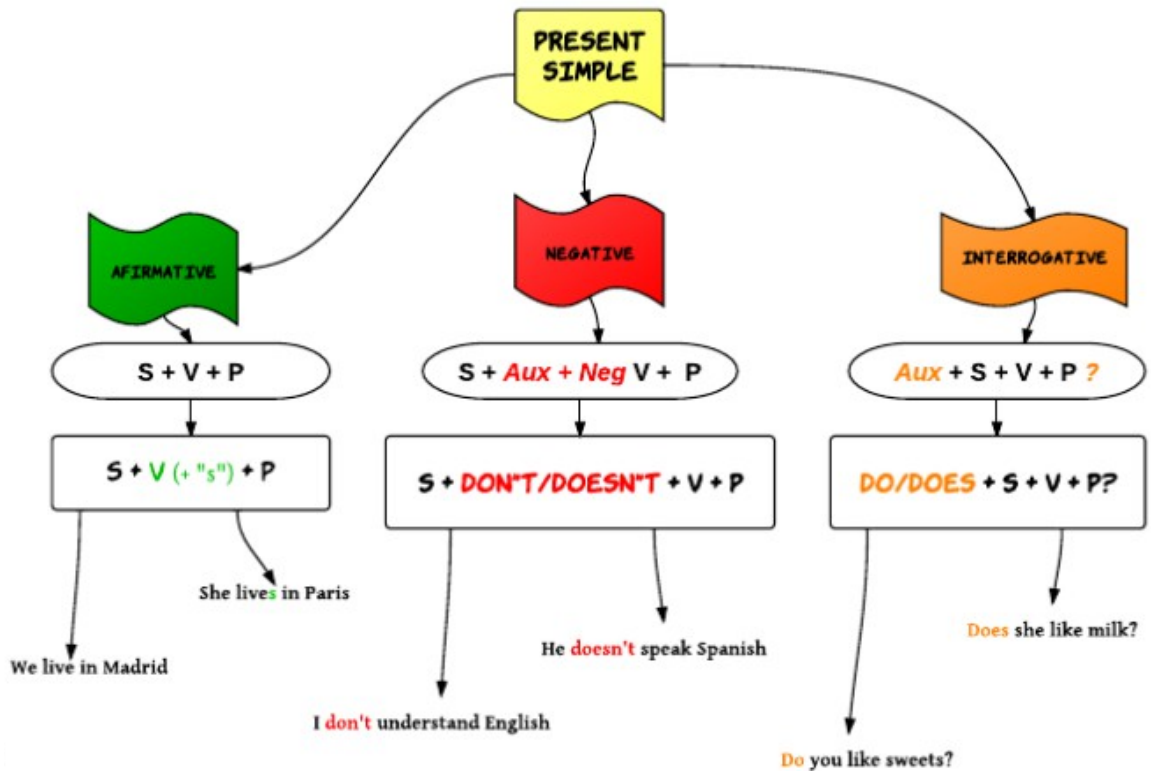 PRESENT
SIMPLE
AFIRMATIVE
NEGATIVE
INTERROGATIVE
S + V + P
S + Aux + Neg V + P
Aux + S + V + P ?
S + V (+ "s") + P
S + DON"T/DOESN"T + V + P
DO/DOES + S + V + P?
She lives in Paris
We live in Madrid
He doesn't speak Spanish
I don't understand English
Does she like milk?
Do you like sweets?